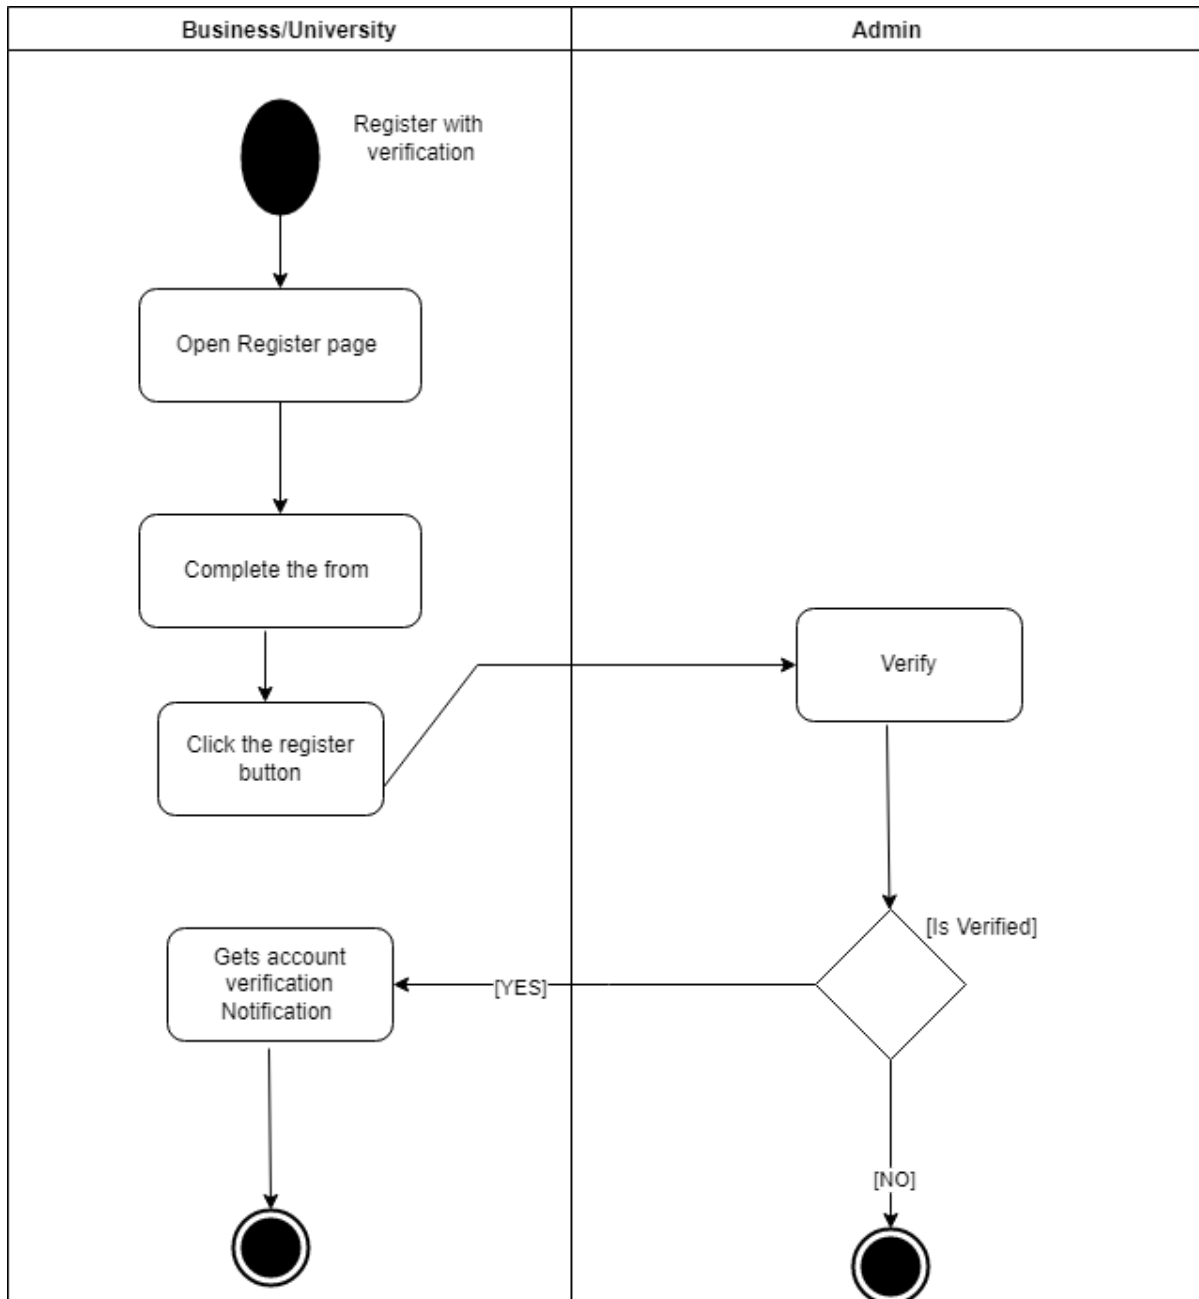 Business/University
Admin
Register with
verification
Open Register page
Complete the from
Verify
Click the register
button
[Is Verified]
Gets account
verification
Notification
[YES]
[NO]